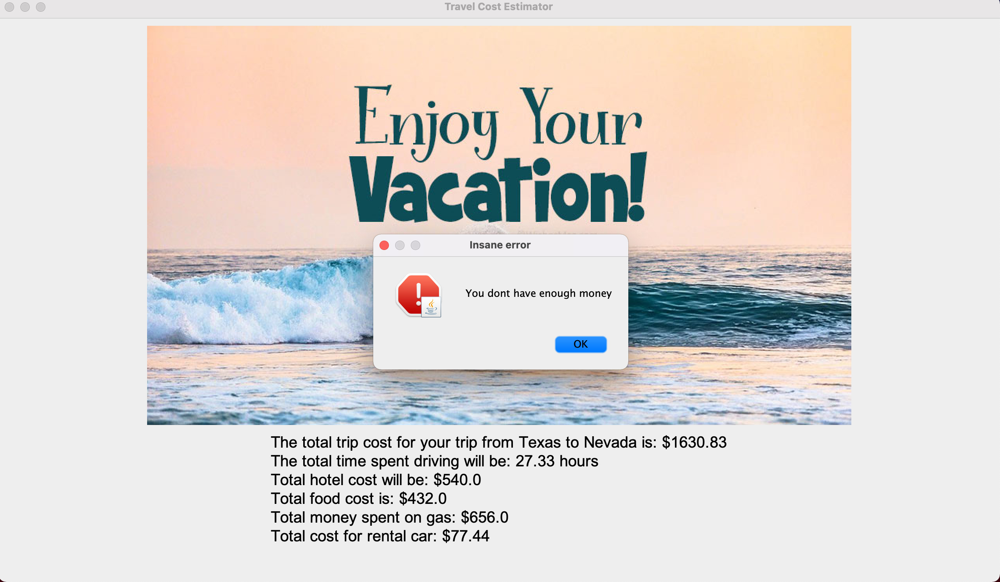 Travel Cost Estimator
Enjoy Your
Vacation!
Insane error
You dont have enough money
OK
The total trip cost for your trip from Texas to Nevada is: $1630.83
The total time spent driving will be: 27.33 hours
Total hotel cost will be: $540.0
Total food cost is: $432.0
Total money spent on gas: $656.0
Total cost for rental car: $77.44